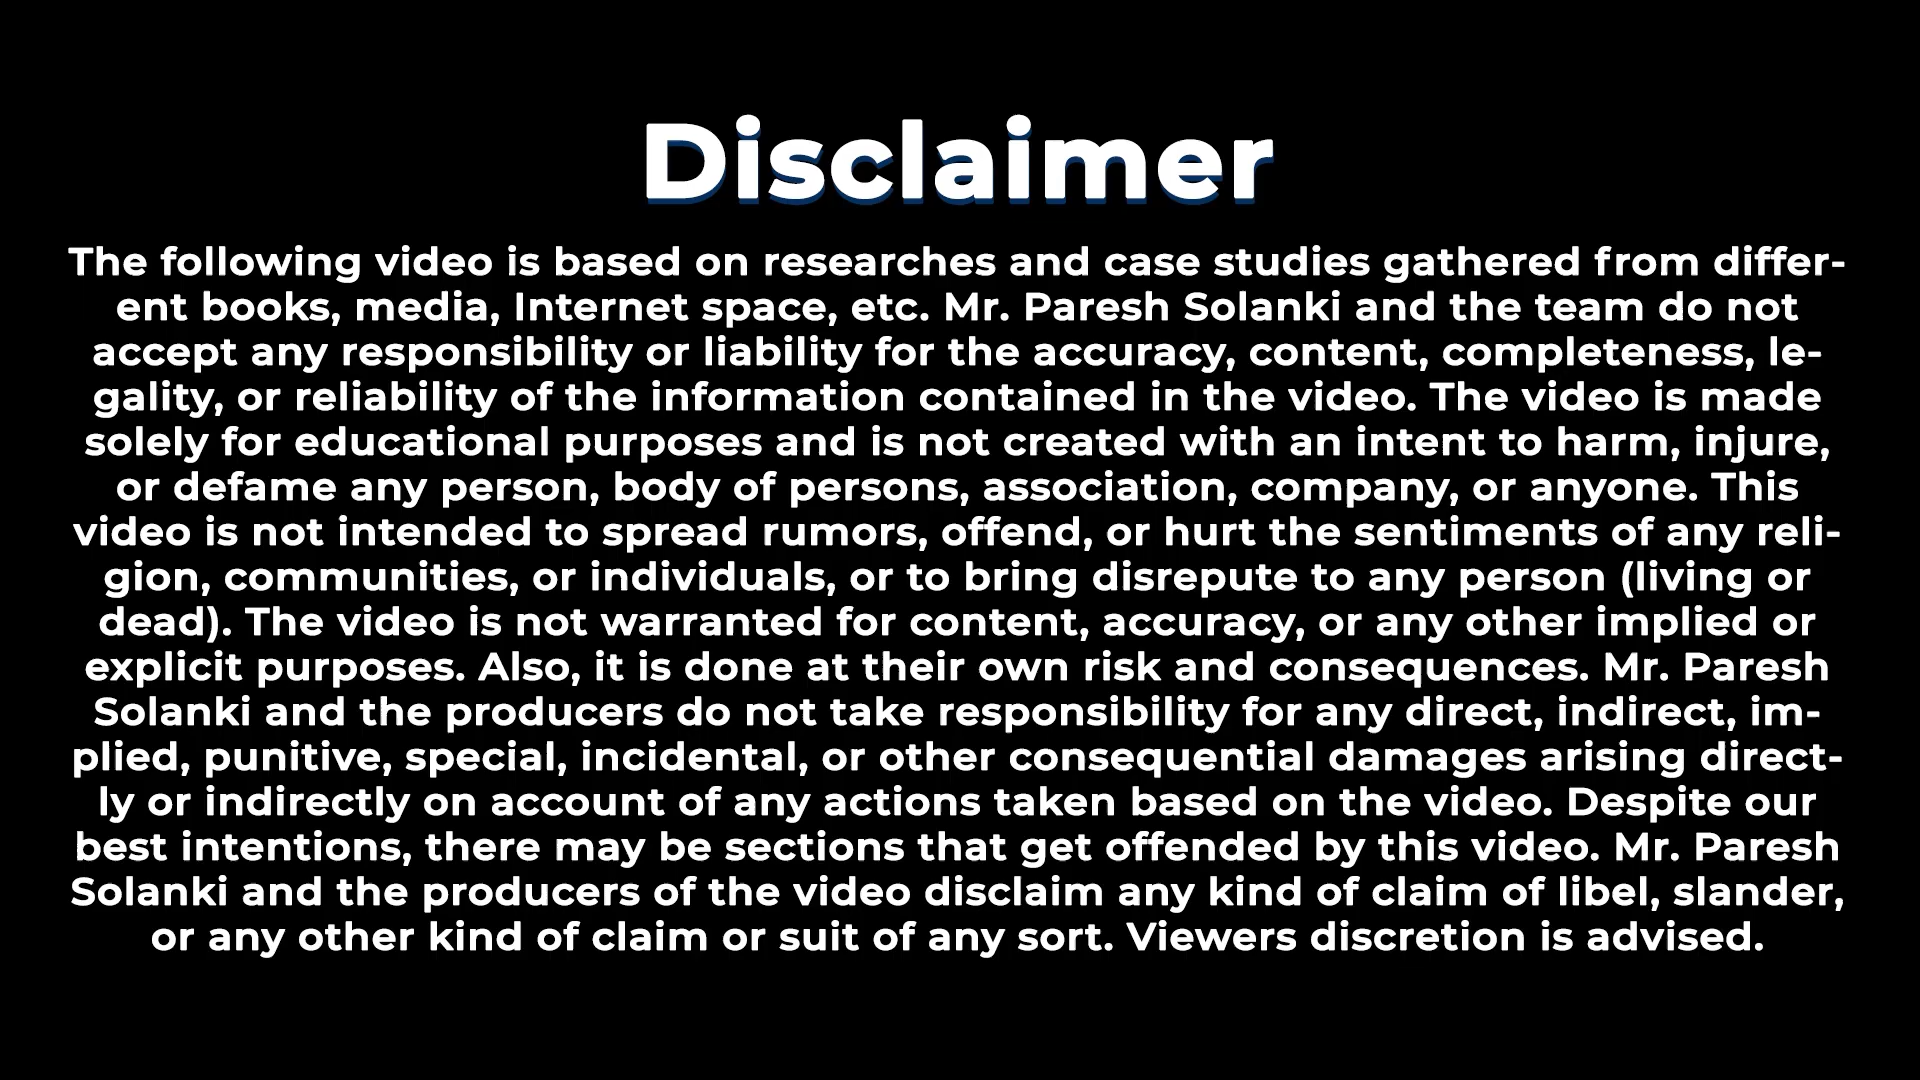 Disclaimer
The following video is based on researches and case studies gathered from differ-
ent books, media, Internet space, etc. Mr. Paresh Solanki and the team do not
accept any responsibility or liability for the accuracy, content, completeness, le-
gality, or reliability of the information contained in the video. The video is made
solely for educational purposes and is not created with an intent to harm, injure,
or defame any person, body of persons, association, company, or anyone. This
video is not intended to spread rumors, offend, or hurt the sentiments of any reli-
gion, communities, or individuals, or to bring disrepute to any person (living or
dead). The video is not warranted for content, accuracy, or any other implied or
explicit purposes. Also, it is done at their own risk and consequences. Mr. Paresh
Solanki and the producers do not take responsibility for any direct, indirect, im-
plied, punitive, special, incidental, or other consequential damages arising direct-
ly or indirectly on account of any actions taken based on the video. Despite our
best intentions, there may be sections that get offended by this video. Mr. Paresh
Solanki and the producers of the video disclaim any kind of claim of libel, slander,
or any other kind of claim or suit of any sort. Viewers discretion is advised.